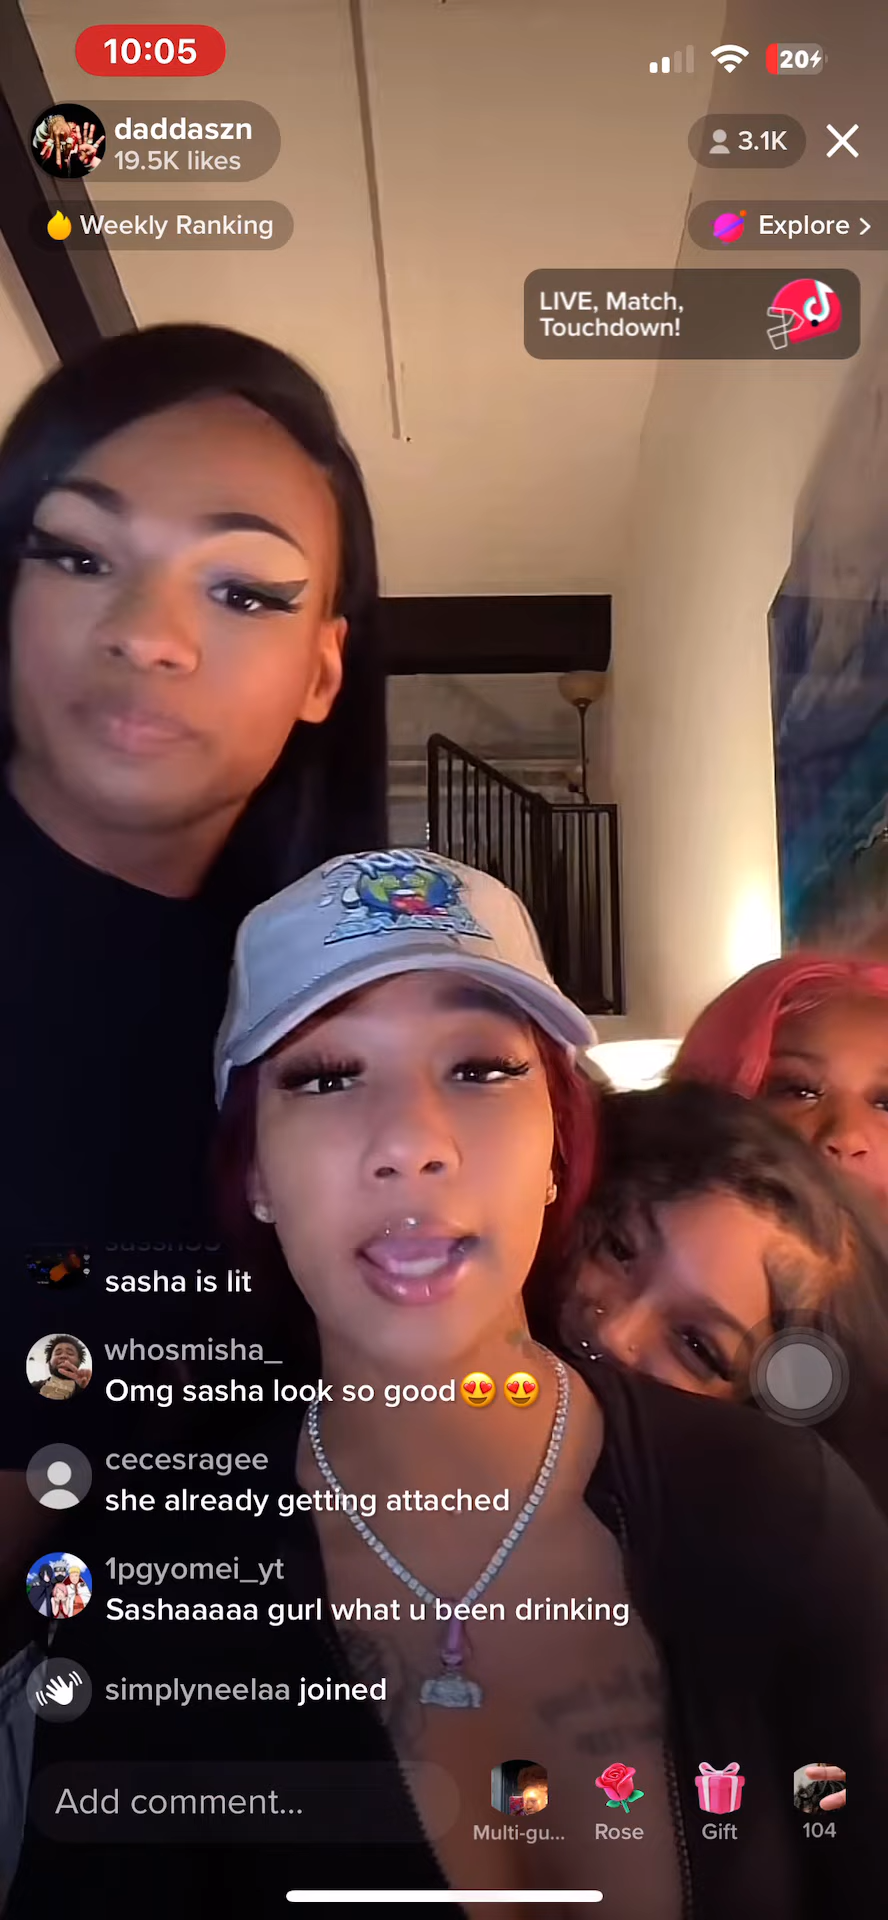 10:05
20
daddaszn
19.5K likes
3.1K
Weekly Ranking
Explore >
LIVE, Match,
Touchdown!
sasha is lit
whosmisha_
Omg sasha look so good😍😍
cecesragee
she already getting attached
1pgyomei_yt
Sashaaaaa gurl what u been drinking
simplyneelaa joined
Add comment...
Multi-gu...
Rose
Gift
104